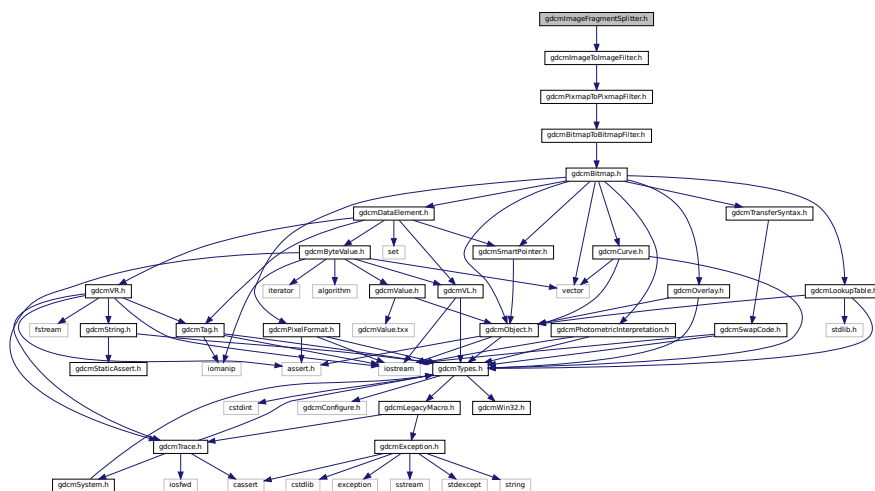 gdcmImageFragmentSplitter.h
gdcmImageToImageFilter.h
gdcmPixmapToPixmapFilter.h
gdcmBitmapToBitmapFilter.h
gdcmBitmap.h
gdcmDataElement.h
gdcmTransferSyntax.h
gdcmByteValue.h
set
gdcmSmartPointer.h
gdcmCurve.h
gdcmVR.h
iterator
algorithm
gdcmValue.h
gdcmVL.h
vector
gdcmOverlay.h
gdcmLookupTable.h
fstream
gdcmString.h
gdcmTag.h
gdcmPixelFormat.h
gdcmValue.txx
gdcmObject.h
gdcmPhotometricInterpretation.h
gdcmSwapCode.h
stdlib.h
gdcmStaticAssert.h
iomanip
assert.h
iostream
gdcmTypes.h
cstdint
gdcmConfigure.h
gdcmLegacyMacro.h
gdcmWin32.h
gdcmTrace.h
gdcmException.h
gdcmSystem.h
iosfwd
cassert
cstdlib
exception
sstream
stdexcept
string